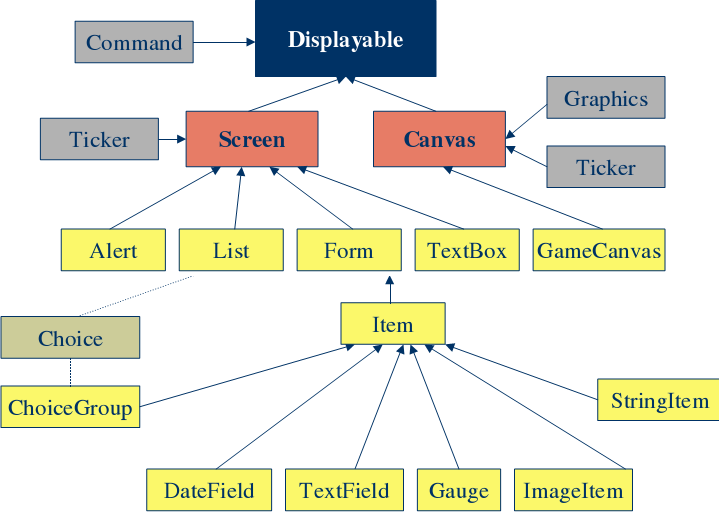 Displayable
Command
Graphics
Ticker
Screen
Canvas
Ticker
Alert
List
Form
TextBox
GameCanvas
Item
Choice
ChoiceGroup
StringItem
DateField
TextField
Gauge
ImageItem